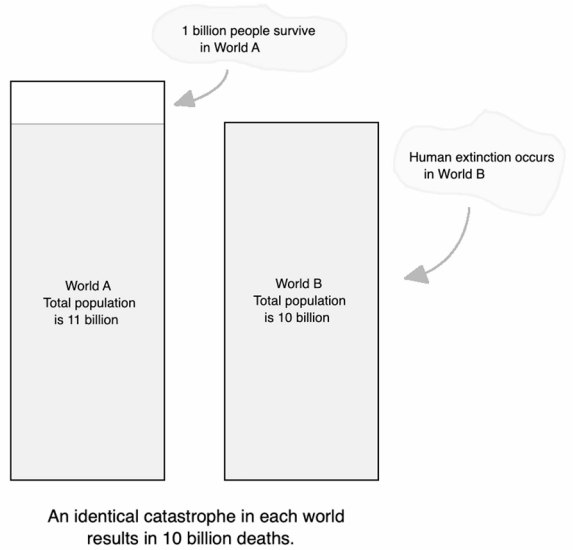 1 billion people survive
in World A
Human extinction occurs
in World B
World A
Total population
is 11 billion
World B
Total population
is 10 billion
An identical catastrophe in each world
results in 10 billion deaths.